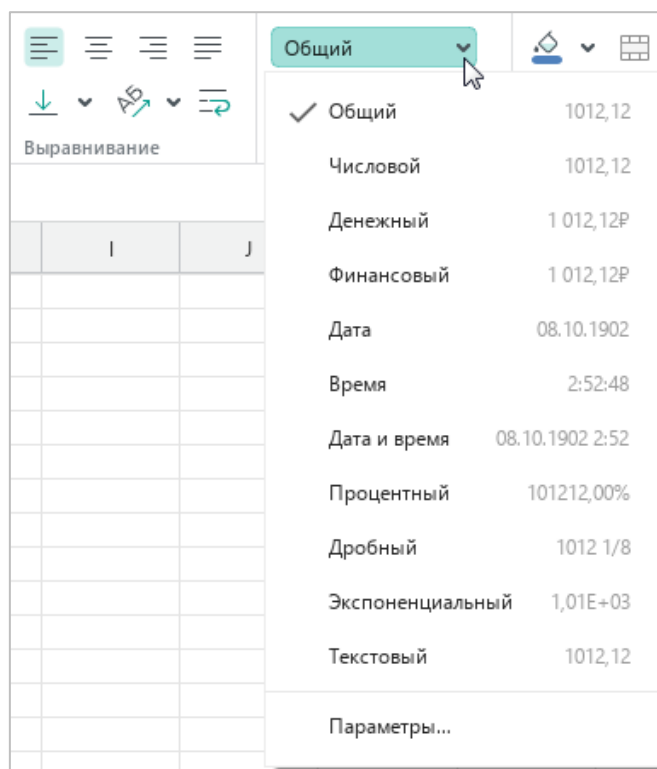 Общий
АБ
Выравнивание
I J
Общий 1012,12
Числовой 1012,12
Денежный 1 012,12₽
Финансовый 1 012,12₽
Дата 08.10.1902
Время 2:52:48
Дата и время 08.10.1902 2:52
Процентный 101212,00%
Дробный 1012 1/8
Экспоненциальный 1,01E+03
Текстовый 1012,12
Параметры...